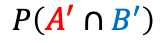 P(A′ ∩ B′)